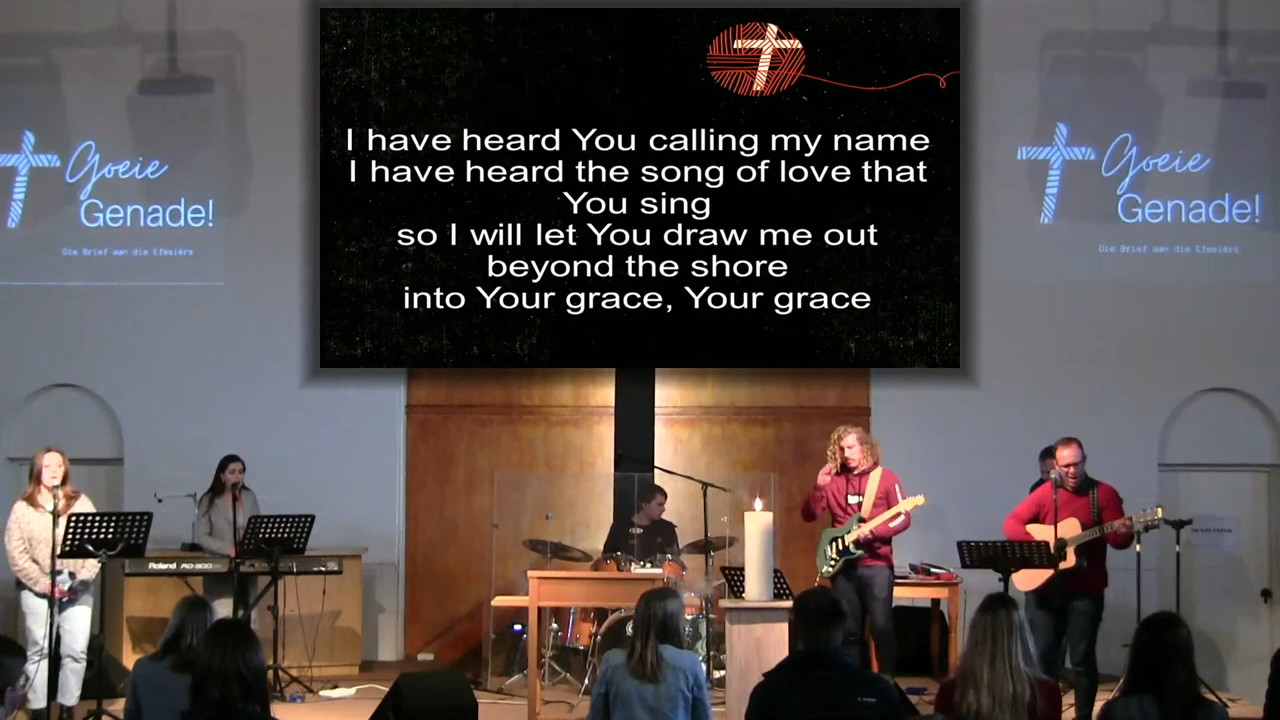 I have heard You calling my name
I have heard the song of love that
You sing
so I will let You draw me out
beyond the shore
into Your grace, Your grace
Goeie
Genade!
Die Brief aan die Efesiërs
Goeie
Genade!
Die Brief aan die Efesiërs
Roland